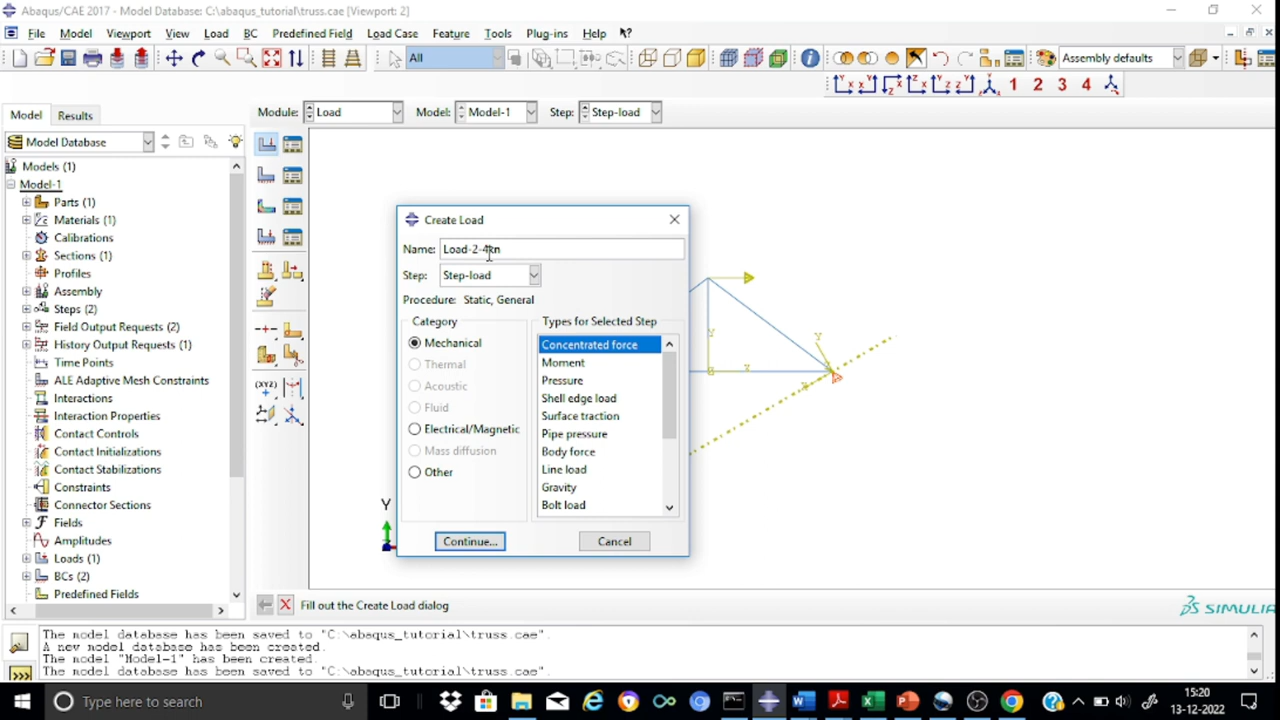 Abaqus/CAE 2017 - Model Database: C:\abaqus_tutorial\truss.cae [Viewport: 2]
File Model Viewport View Load BC Predefined Field Load Case Feature Tools Plug-ins Help
All Assembly defaults
1 2 3 4
Model Results Module: Load Model: Model-1 Step: Step-load
Model Database
Models (1)
Model-1
Parts (1)
Materials (1)
Calibrations
Sections (1)
Profiles
Assembly
Steps (2)
Field Output Requests (2)
History Output Requests (1)
Time Points
ALE Adaptive Mesh Constraints
Interactions
Interaction Properties
Contact Controls
Contact Initializations
Contact Stabilizations
Constraints
Connector Sections
Fields
Amplitudes
Loads (1)
BCs (2)
Predefined Fields
Create Load
Name: Load-2-4kn
Step: Step-load
Procedure: Static, General
Category
Mechanical
Thermal
Acoustic
Fluid
Electrical/Magnetic
Mass diffusion
Other
Types for Selected Step
Concentrated force
Moment
Pressure
Shell edge load
Surface traction
Pipe pressure
Body force
Line load
Gravity
Bolt load
Continue... Cancel
Y
Fill out the Create Load dialog
SIMULIA
The model database has been saved to "C:\abaqus_tutorial\truss.cae".
A new model database has been created.
The model "Model-1" has been created.
The model database has been saved to "C:\abaqus_tutorial\truss.cae".
Type here to search
15:20
13-12-2022